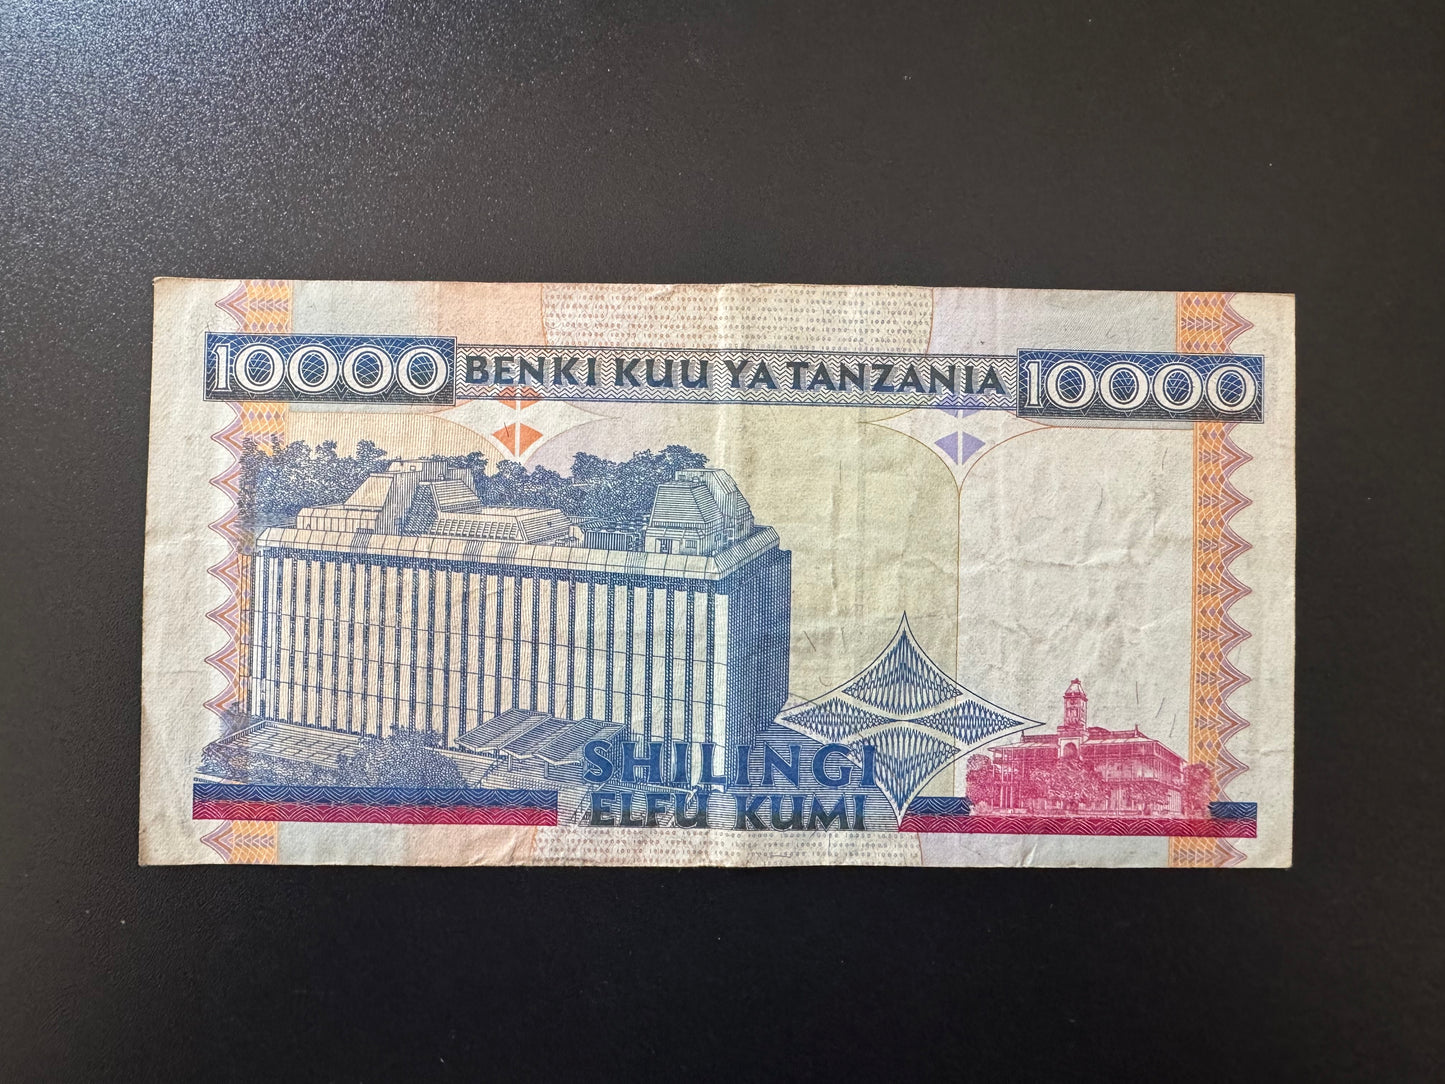 10000 BENKI KUU YA TANZANIA 10000
SHILINGI
ELFU KUMI